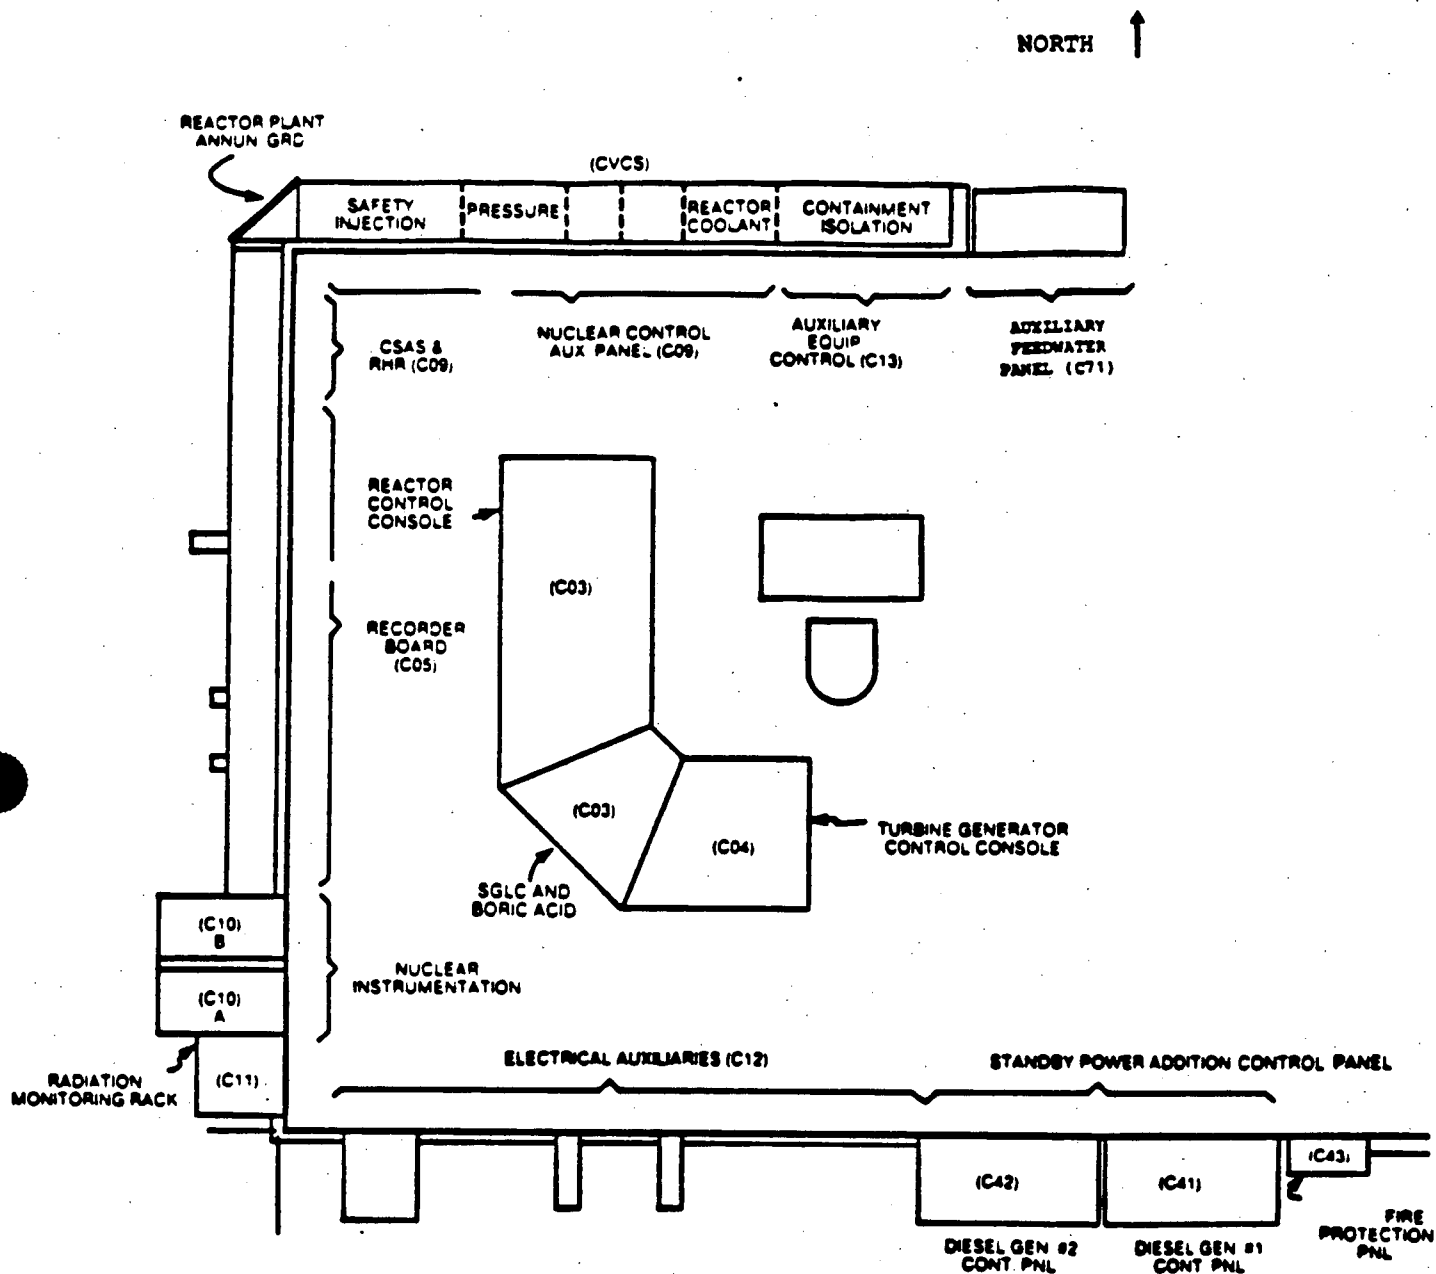 NORTH
REACTOR PLANT
ANNUN GRD
(CVCS)
SAFETY
INJECTION
PRESSURE
REACTOR
COOLANT
CONTAINMENT
ISOLATION
CSAS &
RHR (C09)
NUCLEAR CONTROL
AUX PANEL (C09)
AUXILIARY
EQUIP
CONTROL (C13)
AUXILIARY
FEEDWATER
PANEL (C71)
REACTOR
CONTROL
CONSOLE
(C03)
RECORDER
BOARD
(C05)
(C03)
(C04)
TURBINE GENERATOR
CONTROL CONSOLE
SGLC AND
BORIC ACID
(C10)
B
(C10)
A
NUCLEAR
INSTRUMENTATION
(C11)
RADIATION
MONITORING RACK
ELECTRICAL AUXILIARIES (C12)
STANDBY POWER ADDITION CONTROL PANEL
(C42)
(C41)
(C43)
DIESEL GEN #2
CONT. PNL
DIESEL GEN #1
CONT PNL
FIRE
PROTECTION
PNL